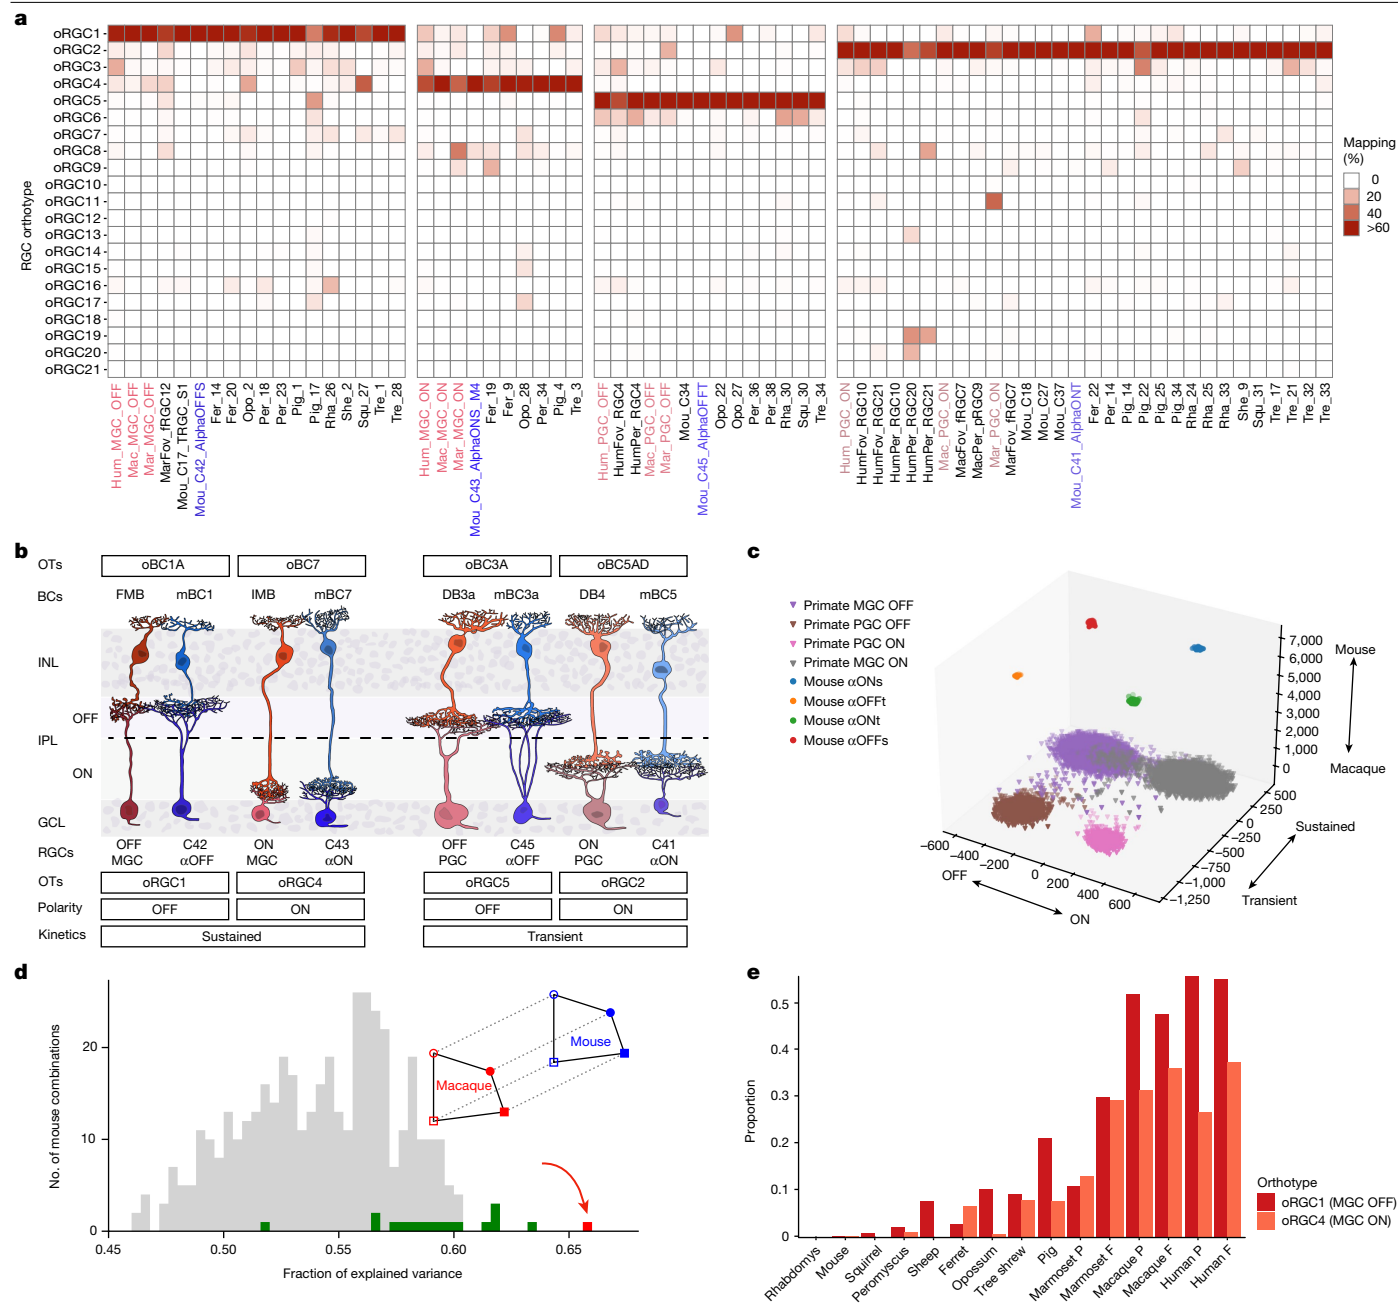 a
oRGC1
oRGC2
oRGC3
oRGC4
oRGC5
oRGC6
oRGC7
oRGC8
oRGC9
oRGC10
oRGC11
oRGC12
oRGC13
oRGC14
oRGC15
oRGC16
oRGC17
oRGC18
oRGC19
oRGC20
oRGC21
RGC orthotype
Mapping
(%)
0
20
40
>60
Hum_MGC_OFF
Mac_MGC_OFF
Mar_MGC_OFF
MarFov_fRGC12
Mou_C17_TRGC_S1
Mou_C42_AlphaOFFS
Fer_14
Fer_20
Opo_2
Per_18
Per_23
Pig_1
Pig_17
Rha_26
She_2
Squ_27
Tre_1
Tre_28
Hum_MGC_ON
Mac_MGC_ON
Mar_MGC_ON
Mou_C43_AlphaONS_M4
Fer_19
Fer_9
Opo_28
Per_34
Pig_4
Tre_3
Hum_PGC_OFF
HumFov_RGC4
HumPer_RGC4
Mac_PGC_OFF
Mar_PGC_OFF
Mou_C34
Mou_C45_AlphaOFFT
Opo_22
Opo_27
Per_36
Per_38
Rha_30
Squ_30
Tre_34
Hum_PGC_ON
HumFov_RGC10
HumFov_RGC21
HumPer_RGC10
HumPer_RGC20
HumPer_RGC21
Mac_PGC_ON
MacFov_fRGC7
MacPer_pRGC9
Mar_PGC_ON
MarFov_fRGC7
Mou_C18
Mou_C27
Mou_C37
Mou_C41_AlphaONT
Fer_22
Per_14
Pig_14
Pig_22
Pig_25
Pig_34
Rha_24
Rha_25
Rha_33
She_9
Squ_31
Tre_17
Tre_21
Tre_32
Tre_33
b
OTs
oBC1A
oBC7
oBC3A
oBC5AD
BCs
FMB
mBC1
IMB
mBC7
DB3a
mBC3a
DB4
mBC5
INL
OFF
IPL
ON
GCL
RGCs
OFF MGC
C42 αOFF
ON MGC
C43 αON
OFF PGC
C45 αOFF
ON PGC
C41 αON
OTs
oRGC1
oRGC4
oRGC5
oRGC2
Polarity
OFF
ON
OFF
ON
Kinetics
Sustained
Transient
c
Primate MGC OFF
Primate PGC OFF
Primate PGC ON
Primate MGC ON
Mouse αONs
Mouse αOFFt
Mouse αONt
Mouse αOFFs
7,000
6,000
5,000
4,000
3,000
2,000
1,000
0
Mouse
Macaque
500
250
0
−250
−500
−750
−1,000
−1,250
Sustained
Transient
−600
−400
−200
0
200
400
600
OFF
ON
d
No. of mouse combinations
20
10
0
0.45
0.50
0.55
0.60
0.65
Fraction of explained variance
Macaque
Mouse
e
Proportion
0.5
0.4
0.3
0.2
0.1
0
Rhabdomys
Mouse
Squirrel
Peromyscus
Sheep
Ferret
Opossum
Tree shrew
Pig
Marmoset P
Marmoset F
Macaque P
Macaque F
Human P
Human F
Orthotype
oRGC1 (MGC OFF)
oRGC4 (MGC ON)